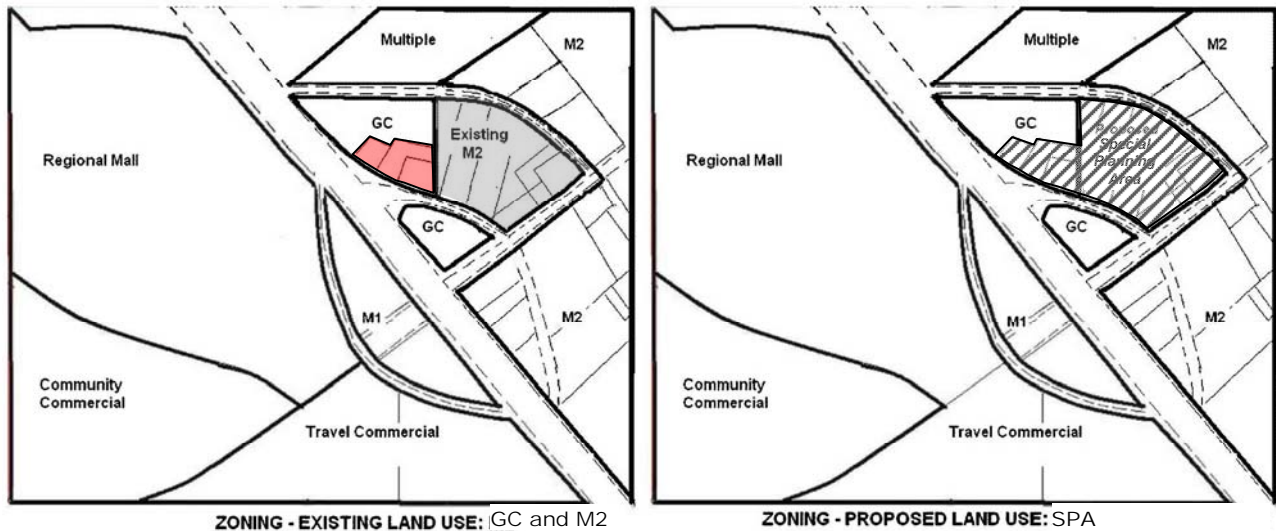 Multiple
M2
GC
Existing
M2
Regional Mall
GC
M1
M2
Community
Commercial
Travel Commercial
ZONING - EXISTING LAND USE: GC and M2
Multiple
M2
GC
Proposed
Special
Planning
Area
Regional Mall
GC
M1
M2
Community
Commercial
Travel Commercial
ZONING - PROPOSED LAND USE: SPA